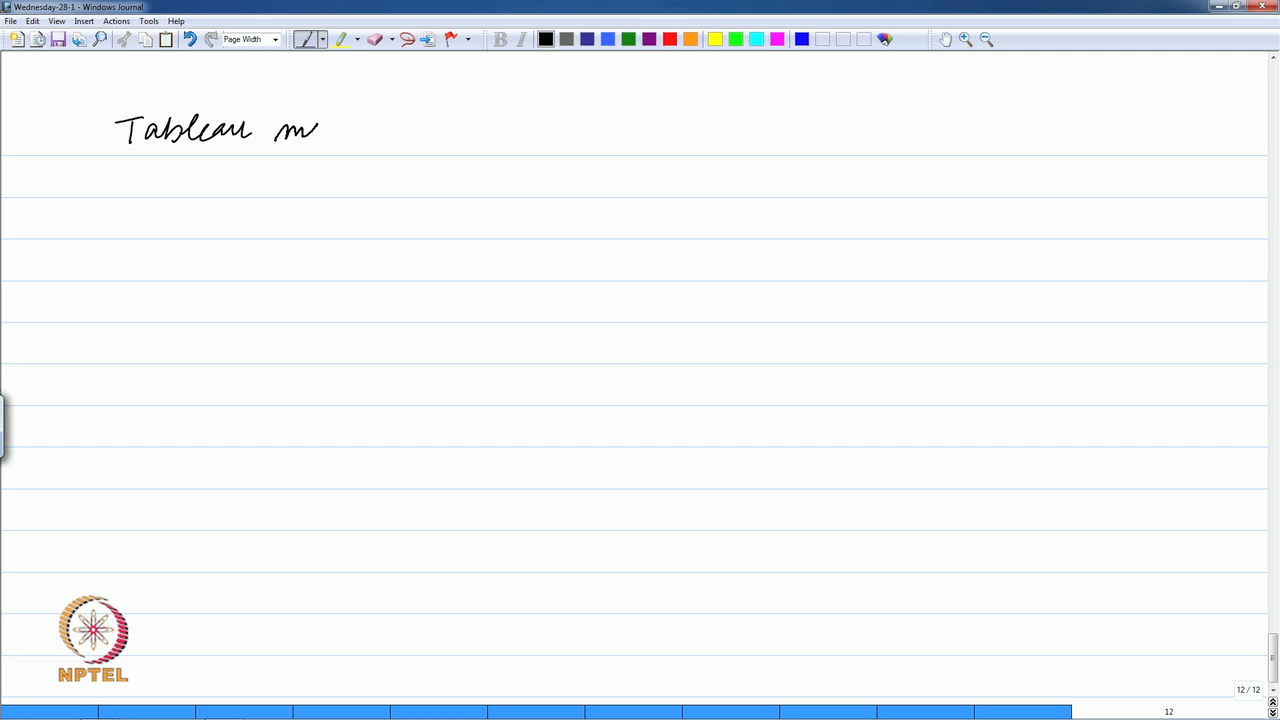 Wednesday-28-1 - Windows Journal
File Edit View Insert Actions Tools Help
Page Width B I
Tableau m
NPTEL
12 / 12
12